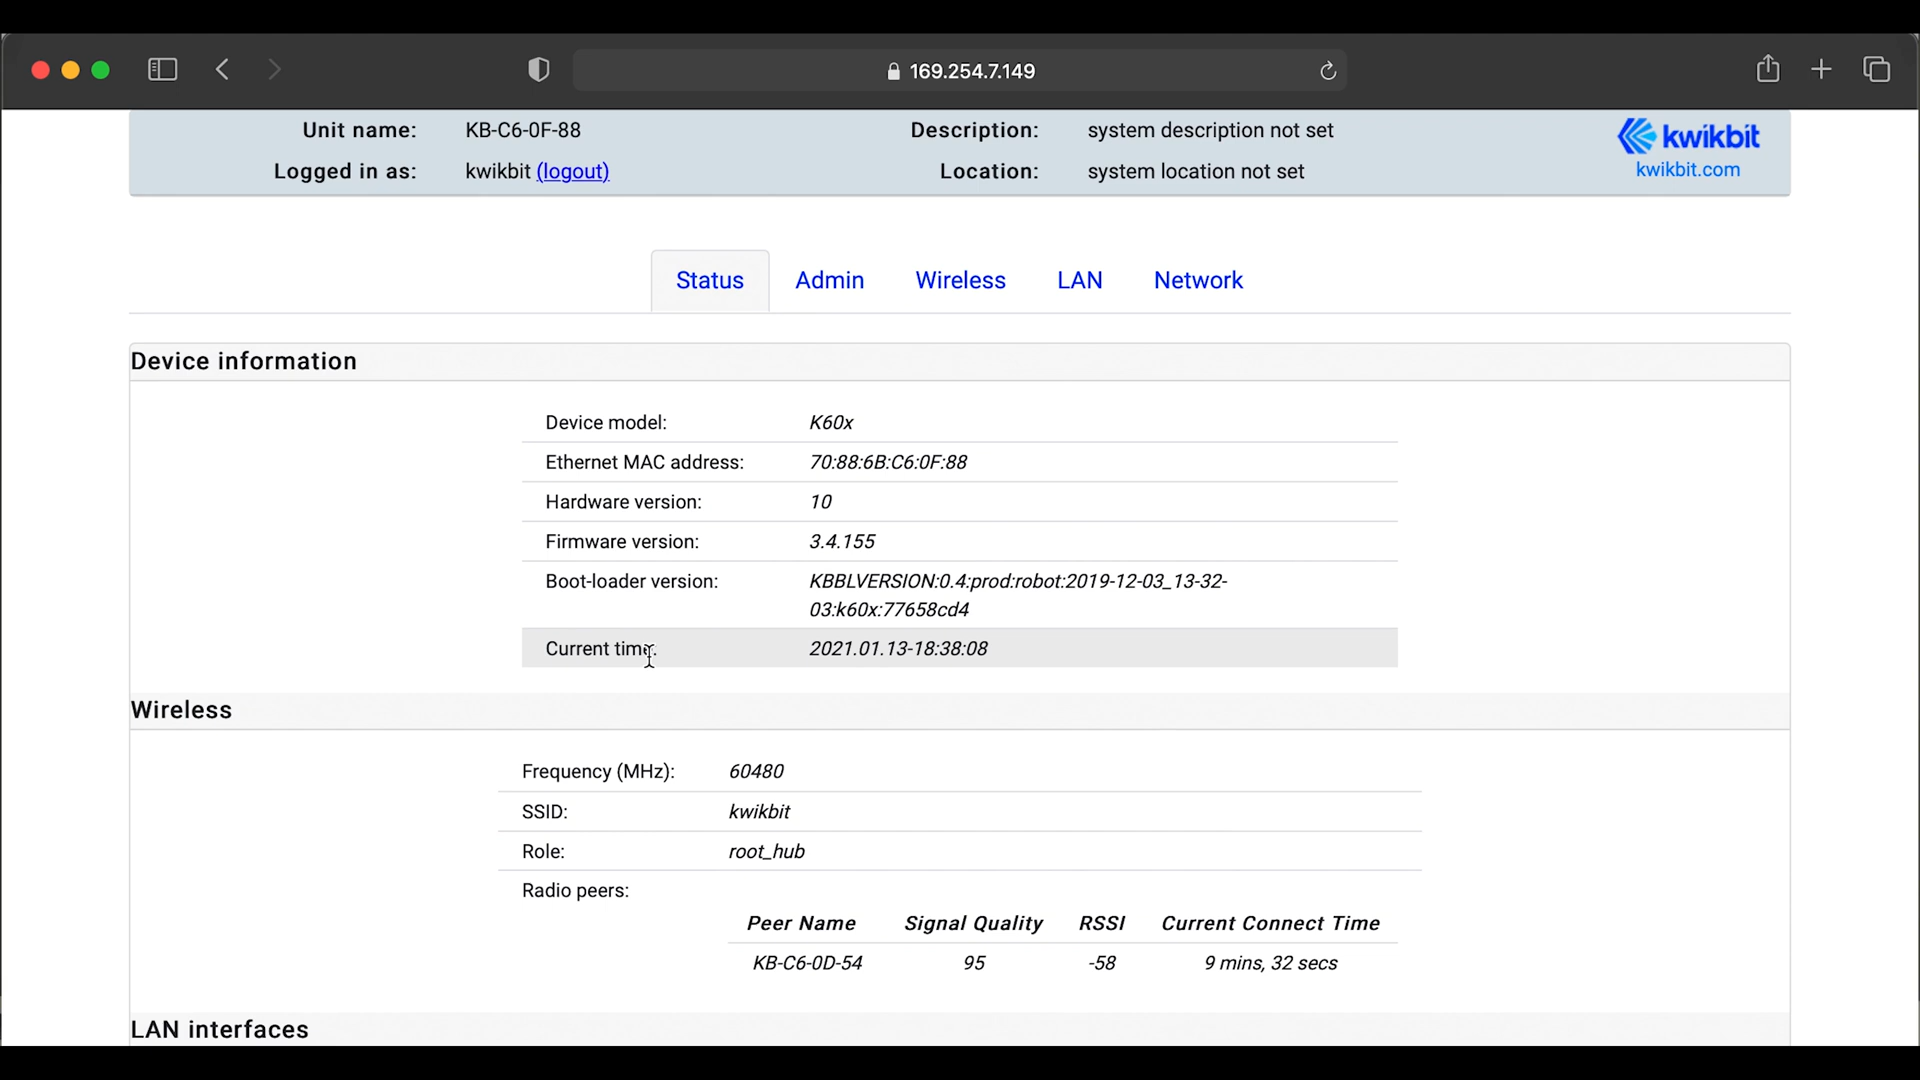 169.254.7.149
Unit name: KB-C6-0F-88 Description: system description not set kwikbit
Logged in as: kwikbit (logout) Location: system location not set kwikbit.com
Status Admin Wireless LAN Network
Device information
Device model: K60x
Ethernet MAC address: 70:88:6B:C6:0F:88
Hardware version: 10
Firmware version: 3.4.155
Boot-loader version: KBBLVERSION:0.4:prod:robot:2019-12-03_13-32-
03:k60x:77658cd4
Current time: 2021.01.13-18:38:08
Wireless
Frequency (MHz): 60480
SSID: kwikbit
Role: root_hub
Radio peers:
Peer Name Signal Quality RSSI Current Connect Time
KB-C6-0D-54 95 -58 9 mins, 32 secs
LAN interfaces